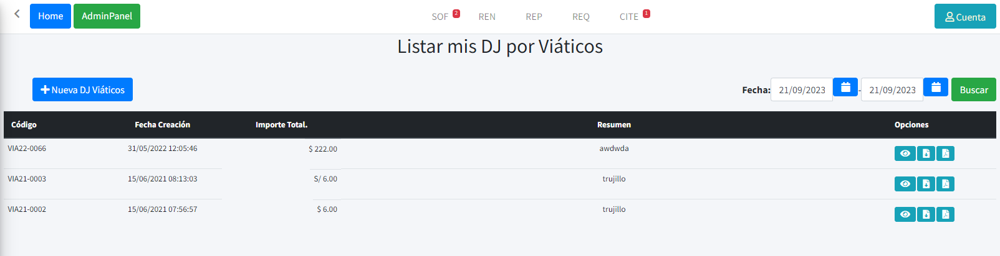 Home AdminPanel SOF 2 REN REP REQ CITE 1 Cuenta
Listar mis DJ por Viáticos
Nueva DJ Viáticos Fecha: 21/09/2023 - 21/09/2023 Buscar
Código Fecha Creación Importe Total. Resumen Opciones
VIA22-0066 31/05/2022 12:05:46 $ 222.00 awdwda
VIA21-0003 15/06/2021 08:13:03 S/ 6.00 trujillo
VIA21-0002 15/06/2021 07:56:57 $ 6.00 trujillo